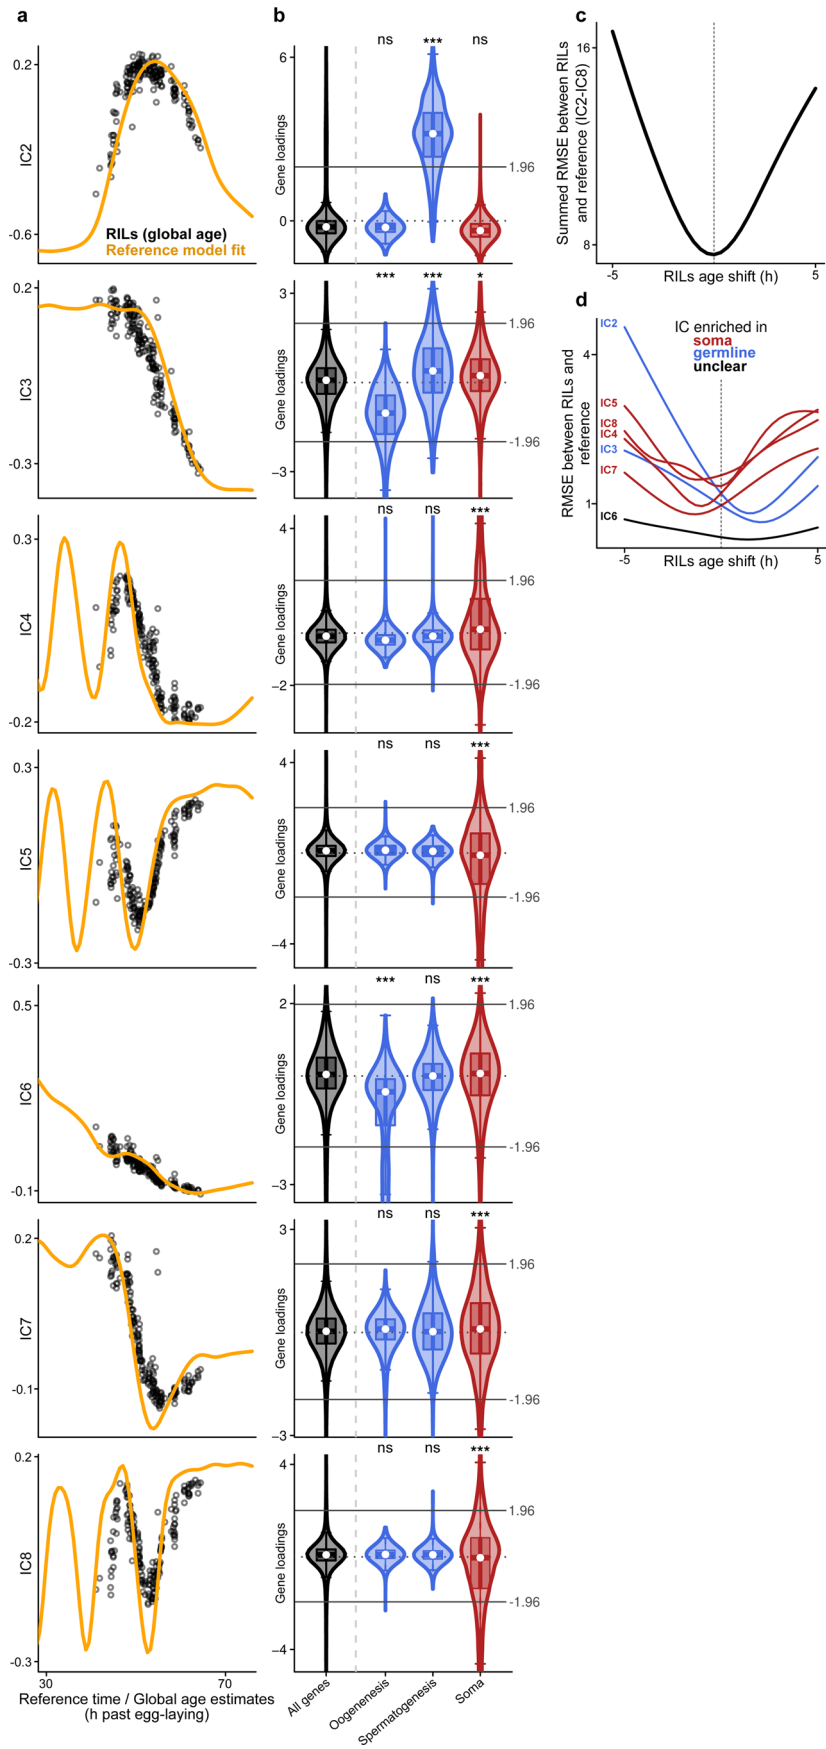 a
0.2
IC2
-0.6
RILs (global age)
Reference model fit
0.2
IC3
-0.3
0.3
IC4
-0.2
0.3
IC5
-0.3
0.5
IC6
-0.1
0.2
IC7
-0.1
0.2
IC8
-0.3
30
70
Reference time / Global age estimates
(h past egg-laying)
b
ns
***
ns
6
Gene loadings
1.96
0
***
***
*
3
1.96
Gene loadings
-1.96
−3
ns
ns
***
4
1.96
Gene loadings
−2
-1.96
ns
ns
***
4
1.96
Gene loadings
-1.96
−4
***
ns
***
2
1.96
Gene loadings
-1.96
−3
ns
ns
***
3
1.96
Gene loadings
-1.96
−3
ns
ns
***
4
1.96
Gene loadings
-1.96
−4
All genes
Oogenesis
Spermatogenesis
Soma
c
16
Summed RMSE between RILs
and reference (IC2-IC8)
8
-5
RILs age shift (h)
5
d
IC2
IC enriched in
soma
germline
unclear
4
IC5
IC8
IC4
IC3
IC7
RMSE between RILs and
reference
1
IC6
-5
RILs age shift (h)
5